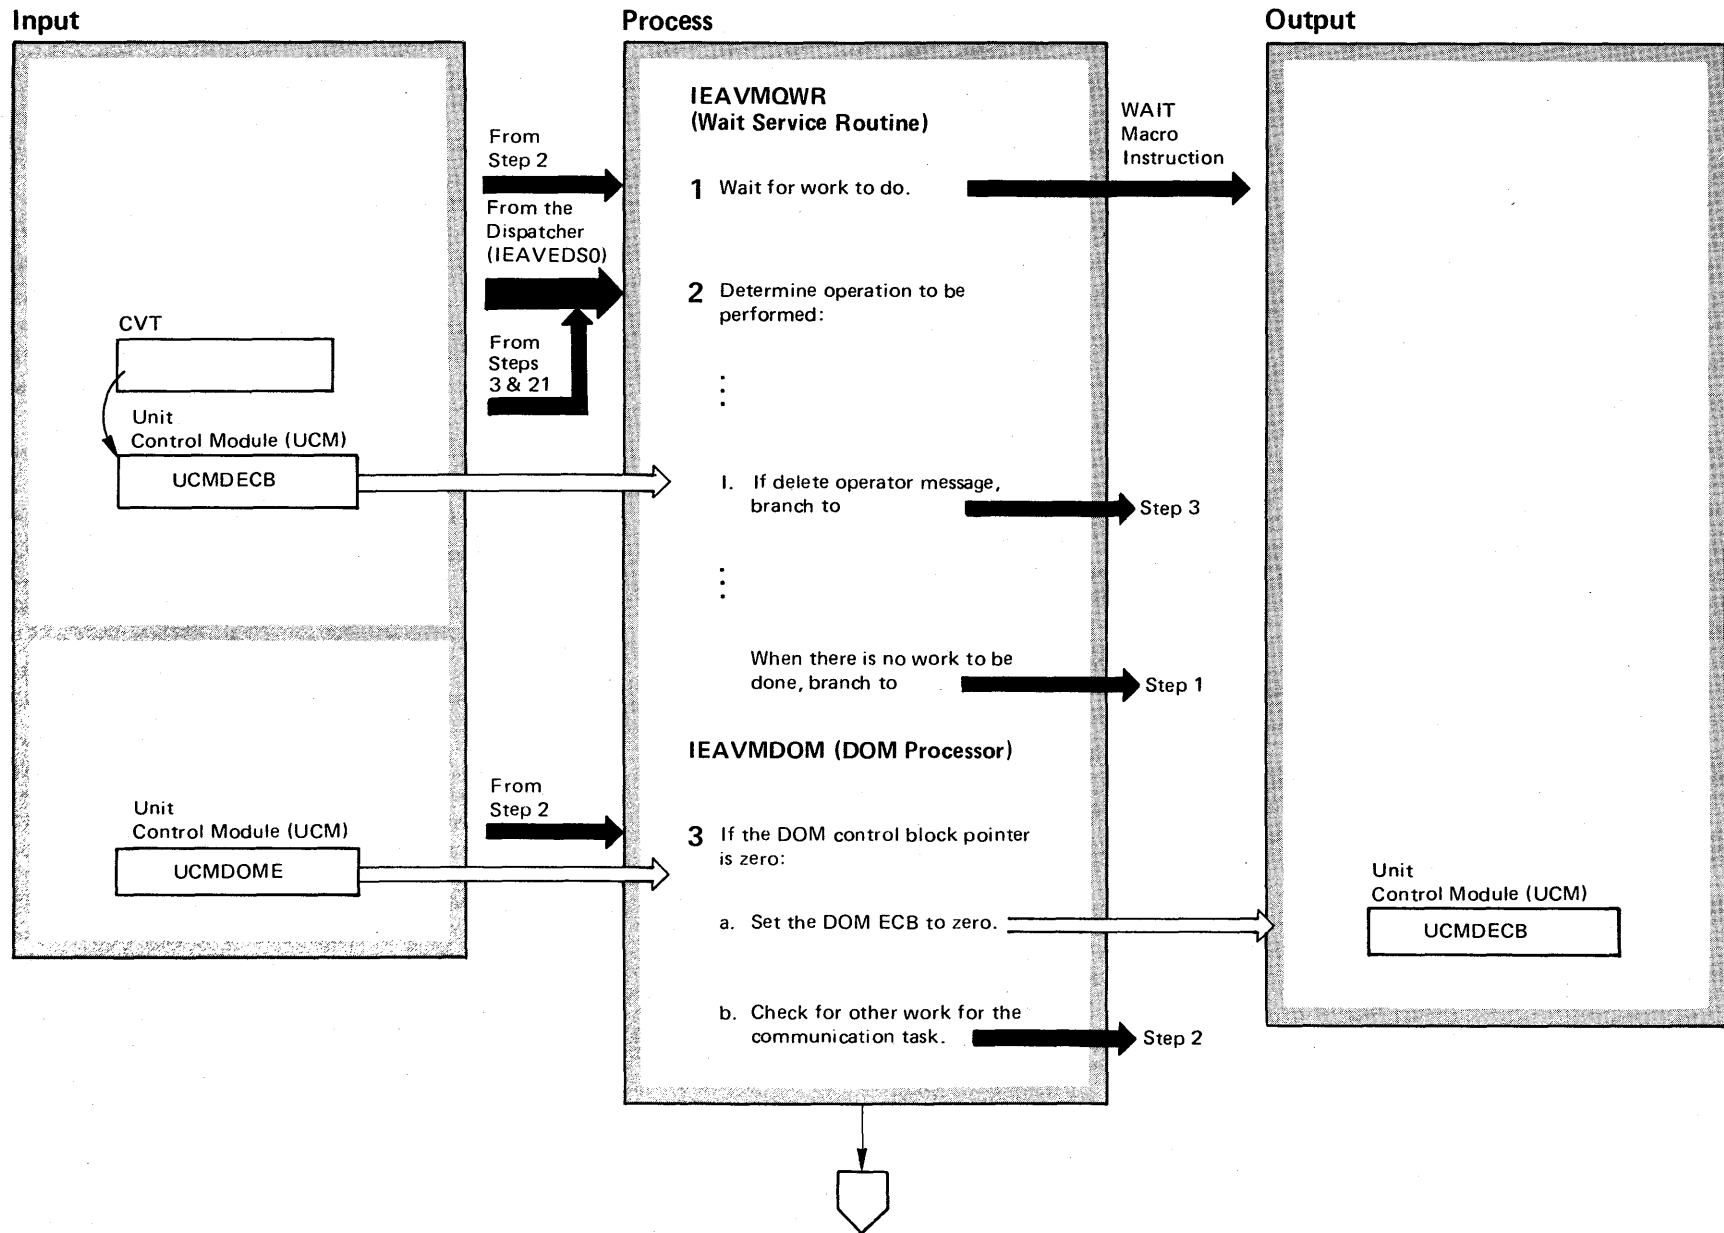 Input
Process
Output
IEAVMQWR
(Wait Service Routine)
From
Step 2
1 Wait for work to do.
WAIT
Macro
Instruction
From the
Dispatcher
(IEAVEDS0)
2 Determine operation to be
performed:
From
Steps
3 & 21
CVT
Unit
Control Module (UCM)
UCMDECB
I. If delete operator message,
branch to
Step 3
When there is no work to be
done, branch to
Step 1
IEAVMDOM (DOM Processor)
From
Step 2
Unit
Control Module (UCM)
UCMDOME
3 If the DOM control block pointer
is zero:
a. Set the DOM ECB to zero.
Unit
Control Module (UCM)
UCMDECB
b. Check for other work for the
communication task.
Step 2